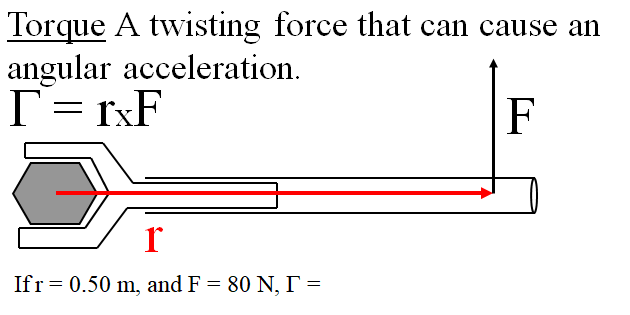 Torque A twisting force that can cause an
angular acceleration.
Γ = rxF
F
r
If r = 0.50 m, and F = 80 N, Γ =